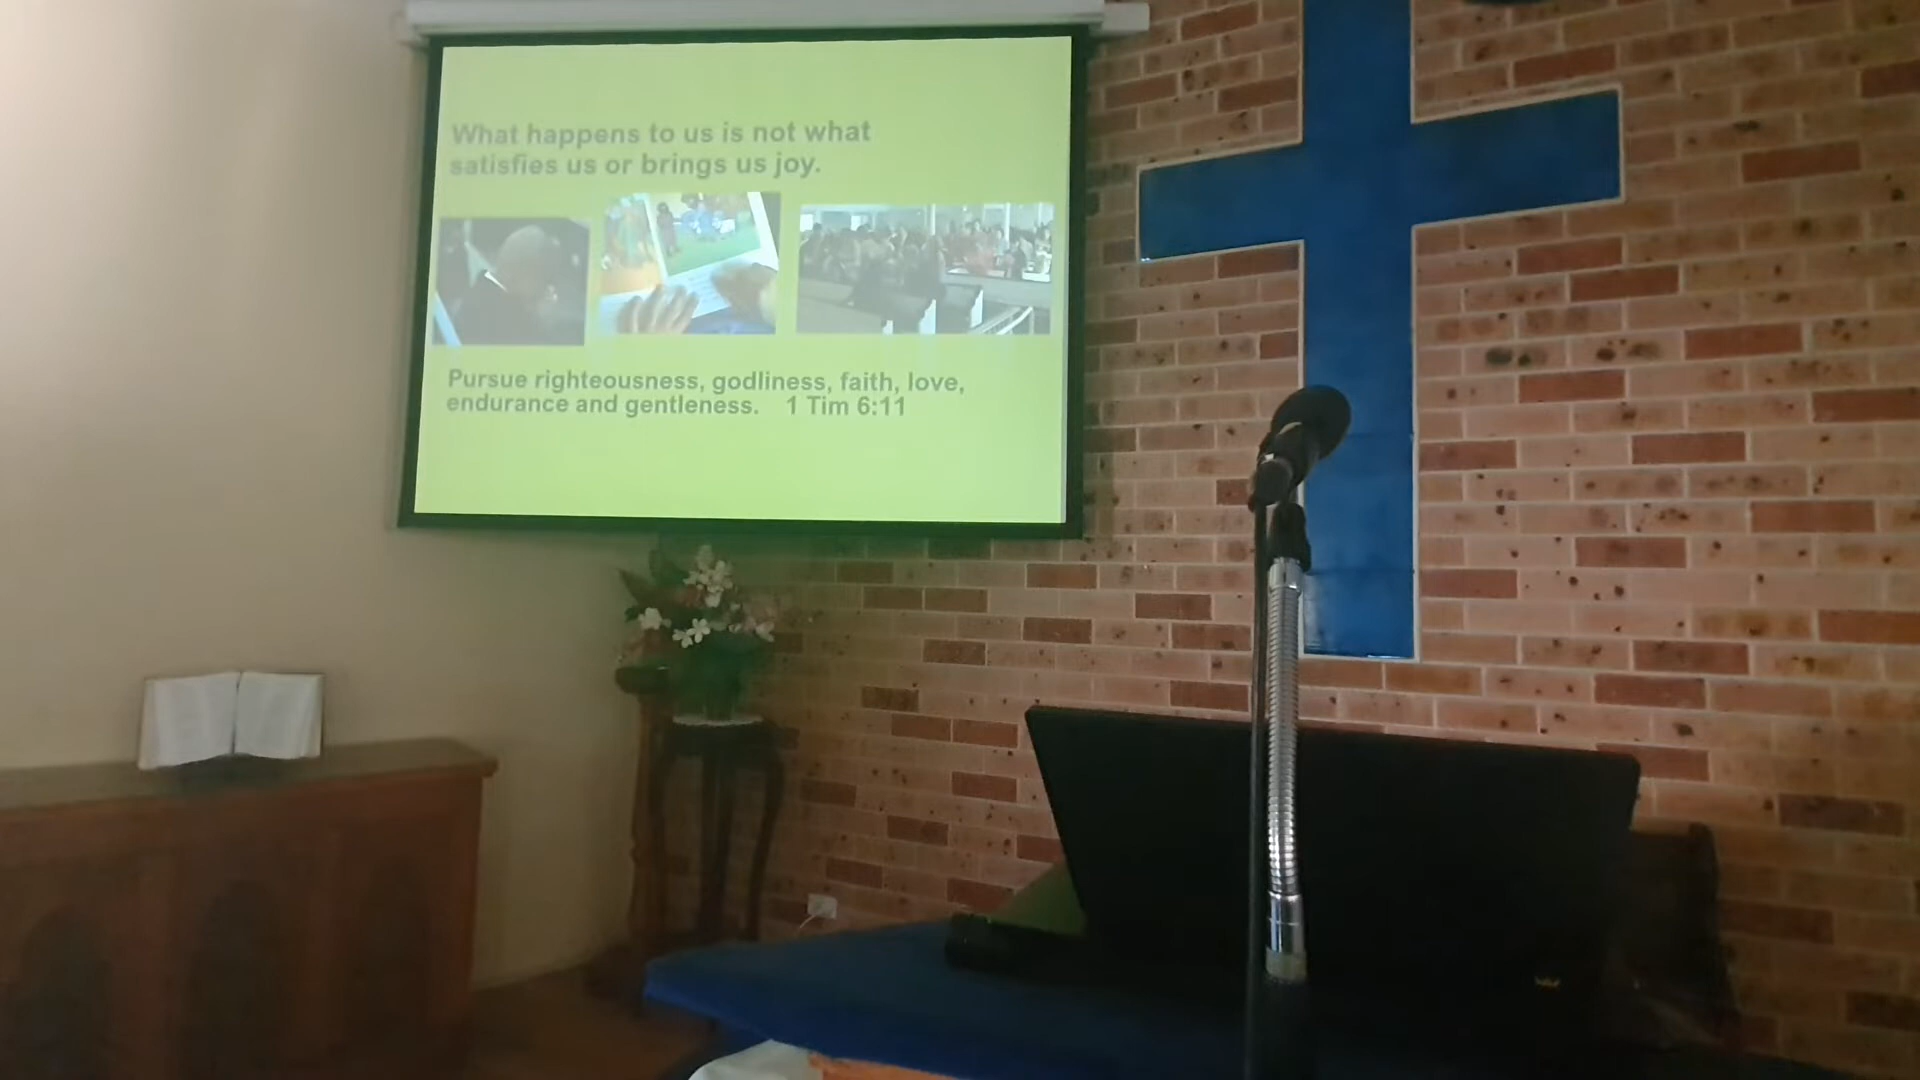 What happens to us is not what
satisfies us or brings us joy.
Pursue righteousness, godliness, faith, love,
endurance and gentleness. 1 Tim 6:11